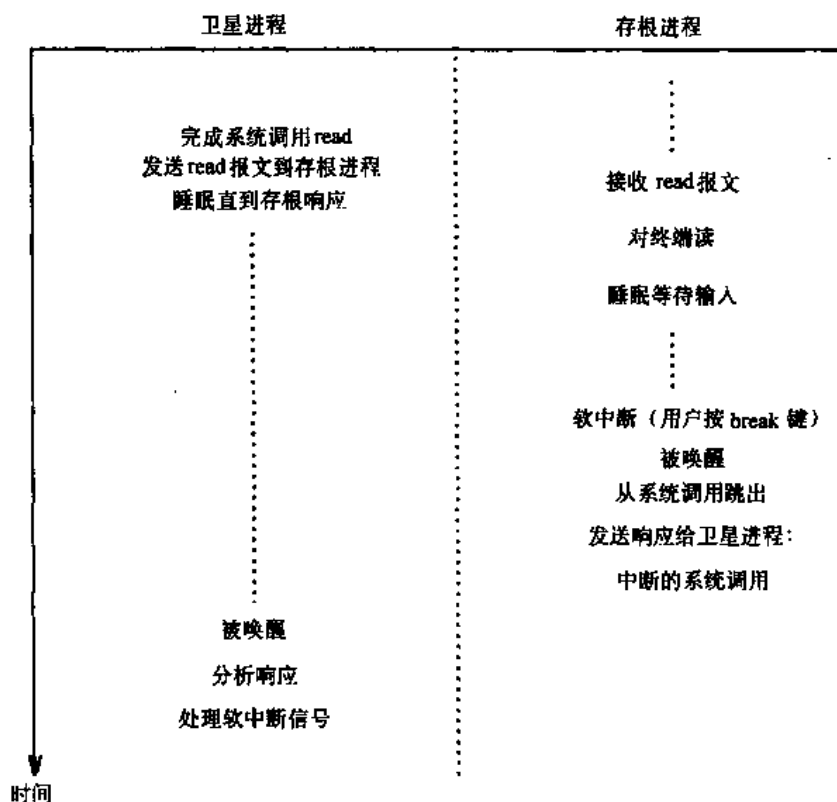 卫星进程
存根进程
完成系统调用read
发送read报文到存根进程
睡眠直到存根响应
接收 read报文
对终端读
睡眠等待输入
软中断（用户按 break 键）
被唤醒
从系统调用跳出
发送响应给卫星进程：
中断的系统调用
被唤醒
分析响应
处理软中断信号
时间